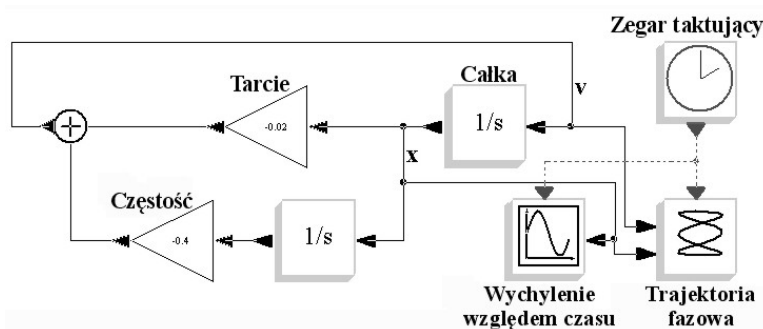 Zegar taktujący
Całka
v
Tarcie
-0.02
1/s
x
Częstość
-0.4
1/s
Wychylenie
względem czasu
Trajektoria
fazowa